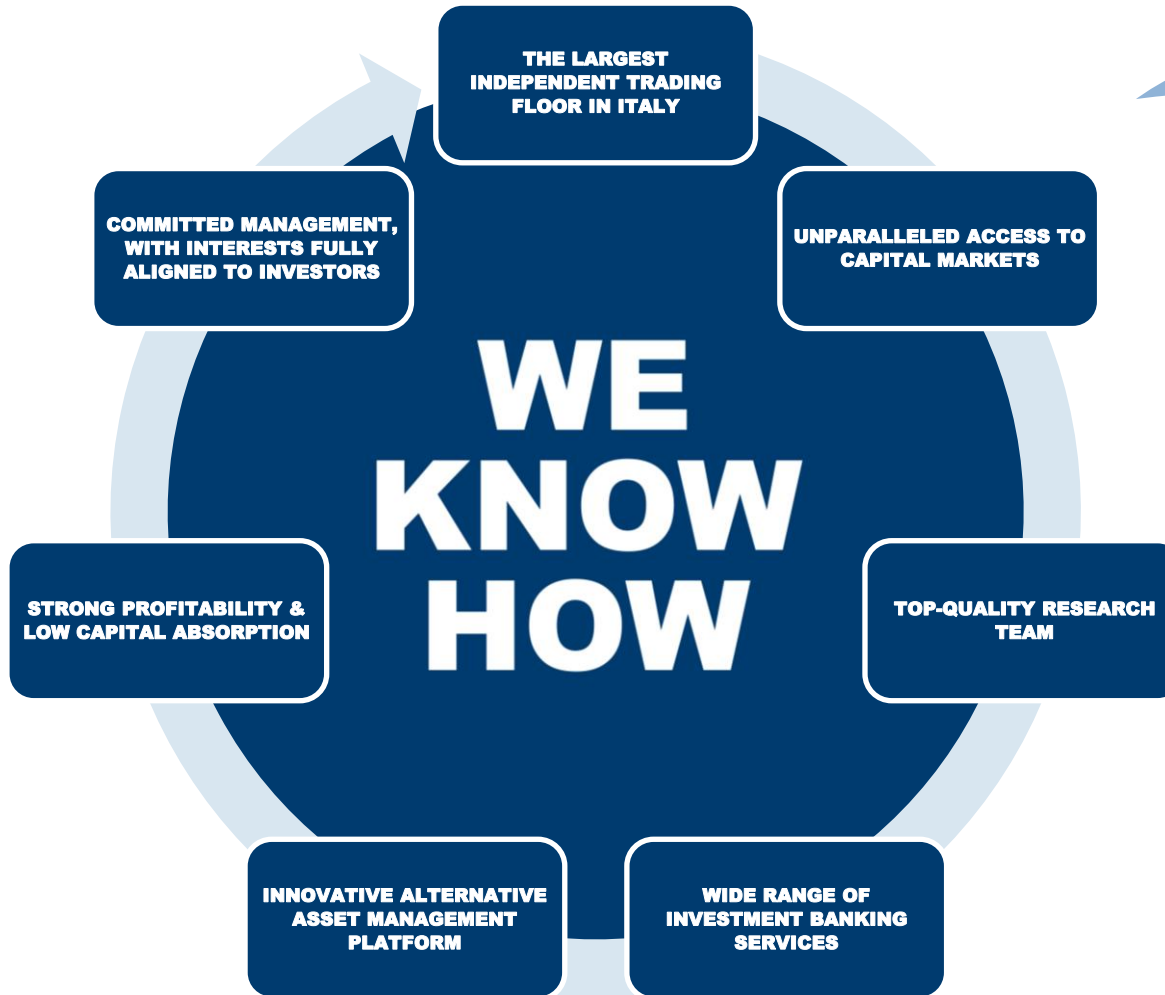 THE LARGEST
INDEPENDENT TRADING
FLOOR IN ITALY
UNPARALLELED ACCESS TO
CAPITAL MARKETS
TOP-QUALITY RESEARCH
TEAM
WIDE RANGE OF
INVESTMENT BANKING
SERVICES
INNOVATIVE ALTERNATIVE
ASSET MANAGEMENT
PLATFORM
STRONG PROFITABILITY &
LOW CAPITAL ABSORPTION
COMMITTED MANAGEMENT,
WITH INTERESTS FULLY
ALIGNED TO INVESTORS
WE
KNOW
HOW